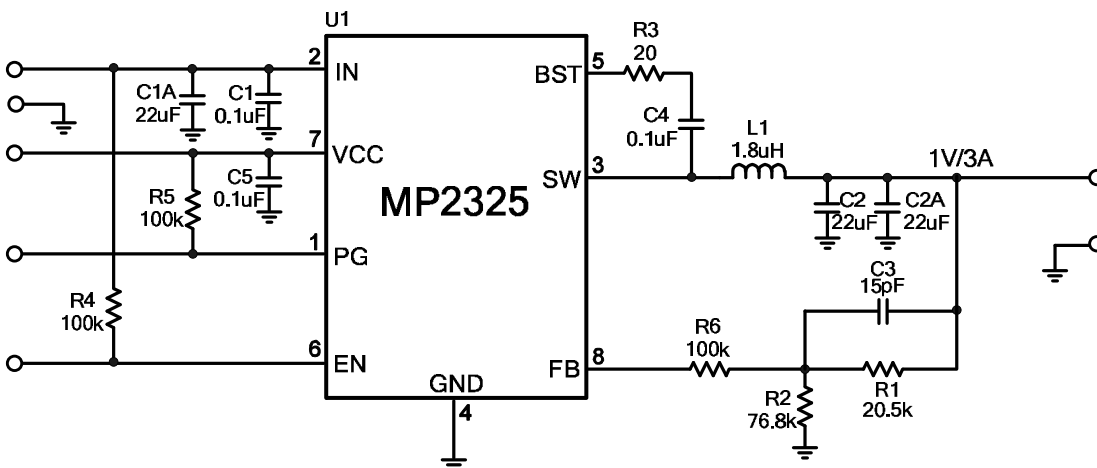 U1
2
IN
C1A
22uF
C1
0.1uF
7
VCC
R5
100k
C5
0.1uF
1
PG
R4
100k
6
EN
MP2325
GND
4
BST
5
R3
20
C4
0.1uF
SW
3
L1
1.8uH
1V/3A
C2
22uF
C2A
22uF
C3
15pF
FB
8
R6
100k
R2
76.8k
R1
20.5k